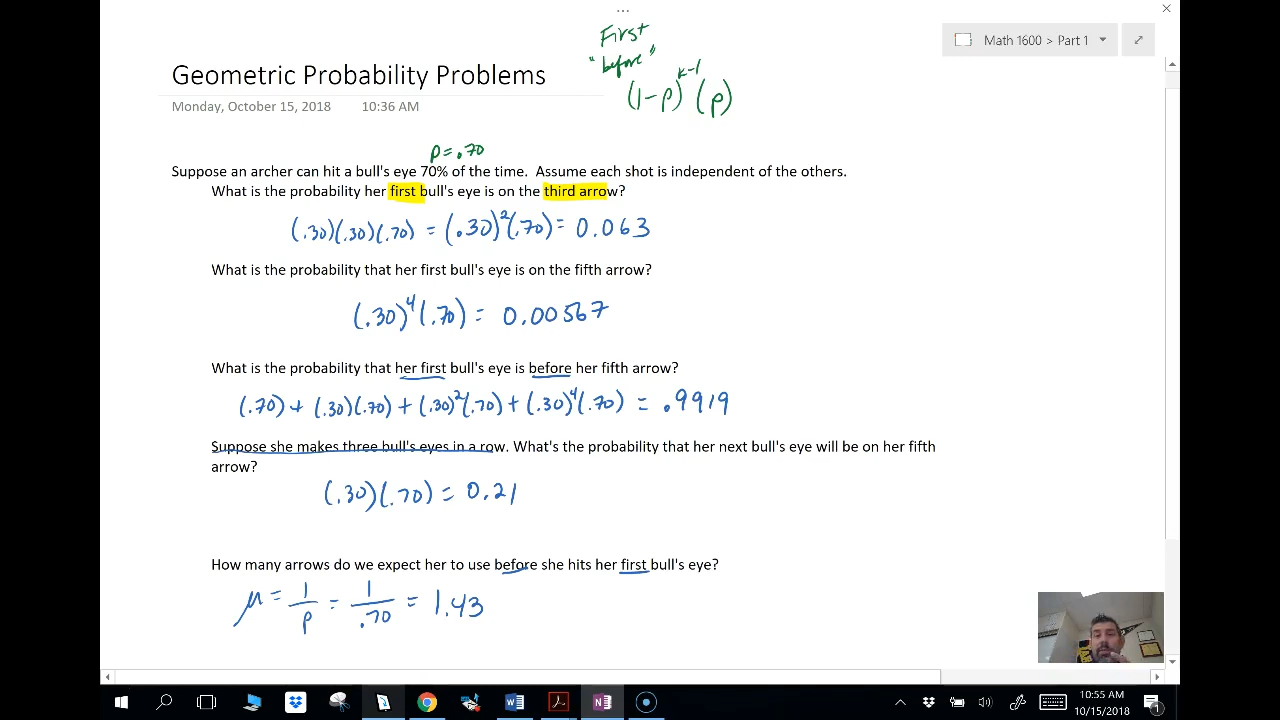 ...
First
"before"
(1-p)^k-1 (p)
Math 1600 > Part 1
Geometric Probability Problems
Monday, October 15, 2018 10:36 AM
p=.70
Suppose an archer can hit a bull's eye 70% of the time. Assume each shot is independent of the others.
What is the probability her first bull's eye is on the third arrow?
(.30)(.30)(.70) = (.30)^2(.70) = 0.063
What is the probability that her first bull's eye is on the fifth arrow?
(.30)^4(.70) = 0.00567
What is the probability that her first bull's eye is before her fifth arrow?
(.70) + (.30)(.70) + (.30)^2(.70) + (.30)^4(.70) = .9919
Suppose she makes three bull's eyes in a row. What's the probability that her next bull's eye will be on her fifth
arrow?
(.30)(.70) = 0.21
How many arrows do we expect her to use before she hits her first bull's eye?
μ = 1/p = 1/.70 = 1.43
10:55 AM
10/15/2018
1